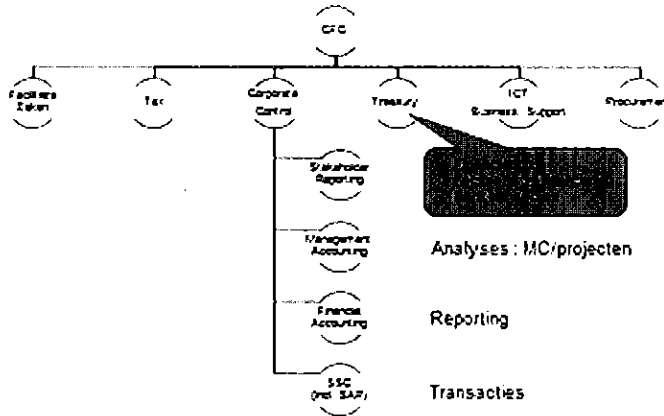 CFO
Facilitaire
Zaken
Tax
Corporate
Control
Treasury
ICT
Business Support
Procurement
Stakeholder
Reporting
Management
Accounting
Analyses : MC/projecten
Financial
Accounting
Reporting
SSC
(incl. SAP)
Transacties